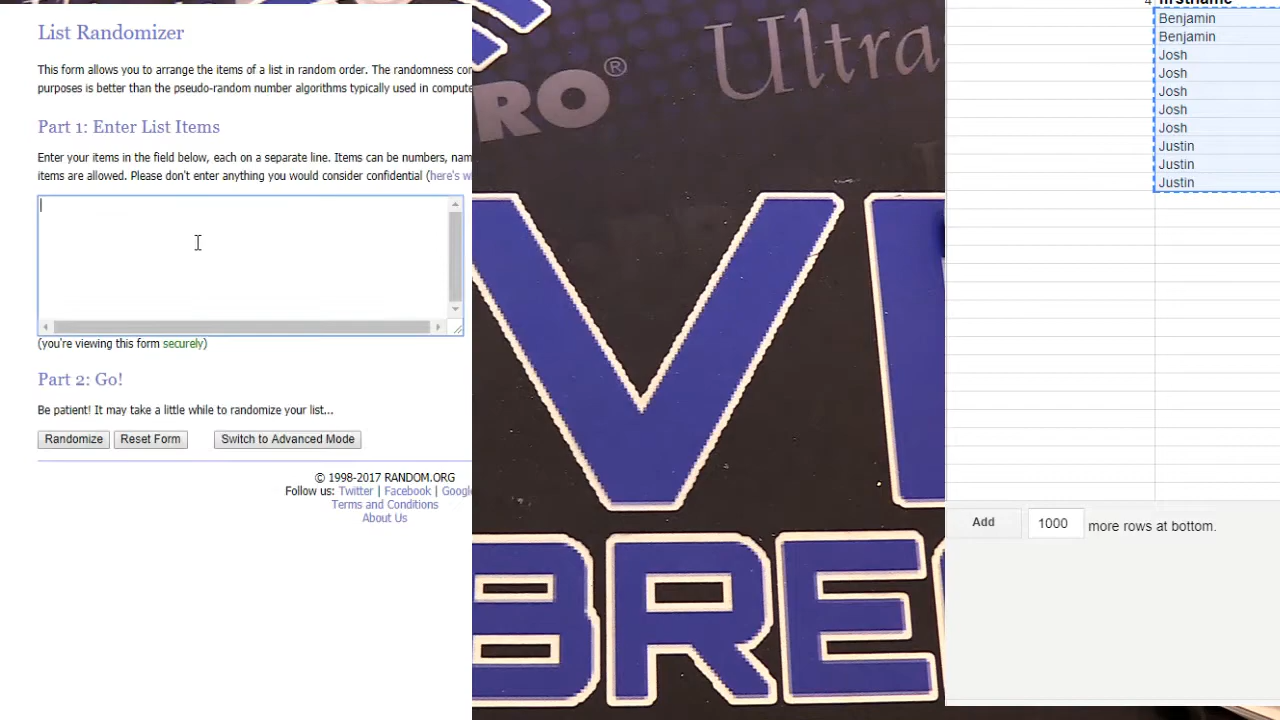 List Randomizer
This form allows you to arrange the items of a list in random order. The randomness
purposes is better than the pseudo-random number algorithms typically used in
Part 1: Enter List Items
Enter your items in the field below, each on a separate line. Items can be numbers,
items are allowed. Please don't enter anything you would consider confidential (here's
(you're viewing this form securely)
Part 2: Go!
Be patient! It may take a little while to randomize your list...
Randomize Reset Form Switch to Advanced Mode
© 1998-2017 RANDOM.ORG
Follow us: Twitter | Facebook |
Terms and Conditions
About Us
RO® Ultra
V
BRE
4 firstname
Benjamin
Benjamin
Josh
Josh
Josh
Josh
Josh
Justin
Justin
Justin
Add 1000 more rows at bottom.